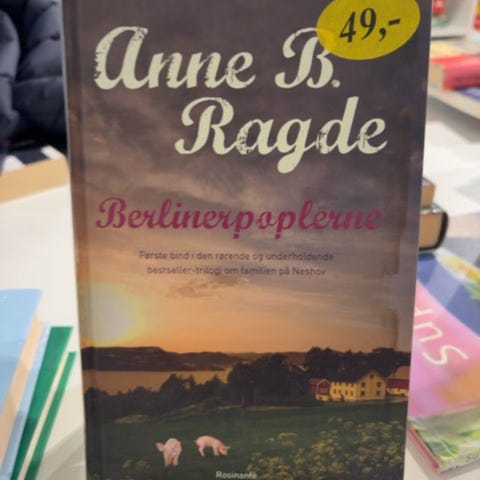 49,-
Anne B.
Ragde
Berlinerpoplerne
Første bind i den rørende og underholdende
bestseller-trilogi om familien på Neshov
Rosinante